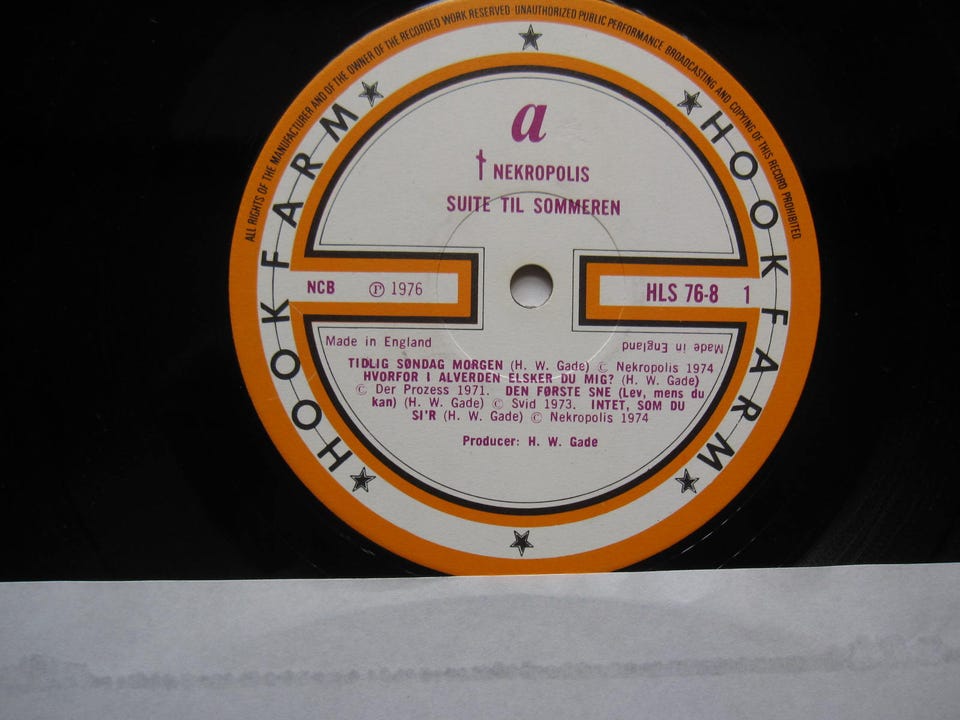 ALL RIGHTS OF THE MANUFACTURER AND OF THE OWNER OF THE RECORDED WORK RESERVED · UNAUTHORIZED PUBLIC PERFORMANCE BROADCASTING AND COPYING OF THIS RECORD PROHIBITED
HOOKFARM
HOOKFARM
a
† NEKROPOLIS
SUITE TIL SOMMEREN
NCB ℗ 1976
HLS 76-8 1
Made in England
Made in England
TIDLIG SØNDAG MORGEN (H. W. Gade) © Nekropolis 1974
HVORFOR I ALVERDEN ELSKER DU MIG? (H. W. Gade)
© Der Prozess 1971. DEN FØRSTE SNE (Lev, mens du
kan) (H. W. Gade) © Svid 1973. INTET, SOM DU
SI'R (H. W. Gade) © Nekropolis 1974
Producer: H. W. Gade